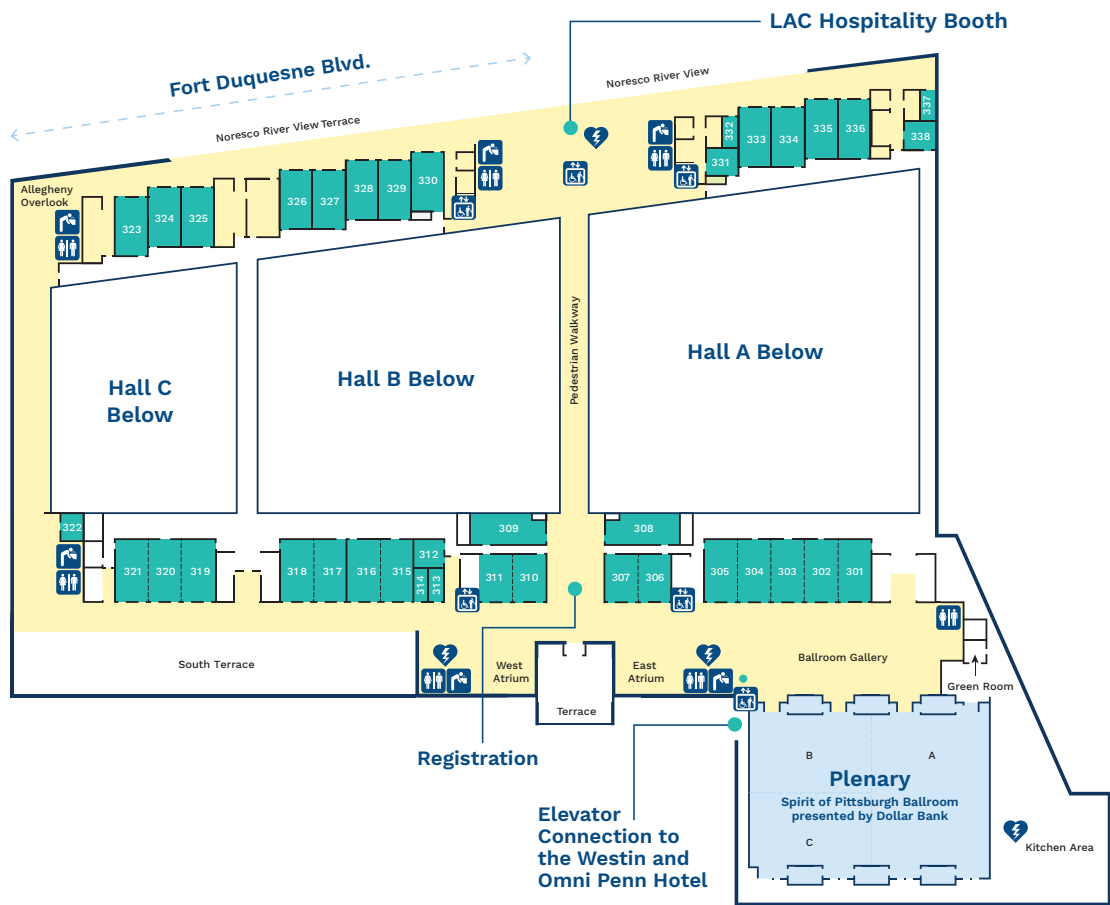 LAC Hospitality Booth
Fort Duquesne Blvd.
Noresco River View
Noresco River View Terrace
Allegheny
Overlook
337
338
336
335
334
333
332
331
330
329
328
327
326
325
324
323
Pedestrian Walkway
Hall A Below
Hall B Below
Hall C
Below
322
309
308
321
320
319
318
317
316
315
312
314
313
311
310
307
306
305
304
303
302
301
South Terrace
West
Atrium
East
Atrium
Ballroom Gallery
Green Room
Terrace
Registration
B
A
Plenary
Spirit of Pittsburgh Ballroom
presented by Dollar Bank
C
Kitchen Area
Elevator
Connection to
the Westin and
Omni Penn Hotel